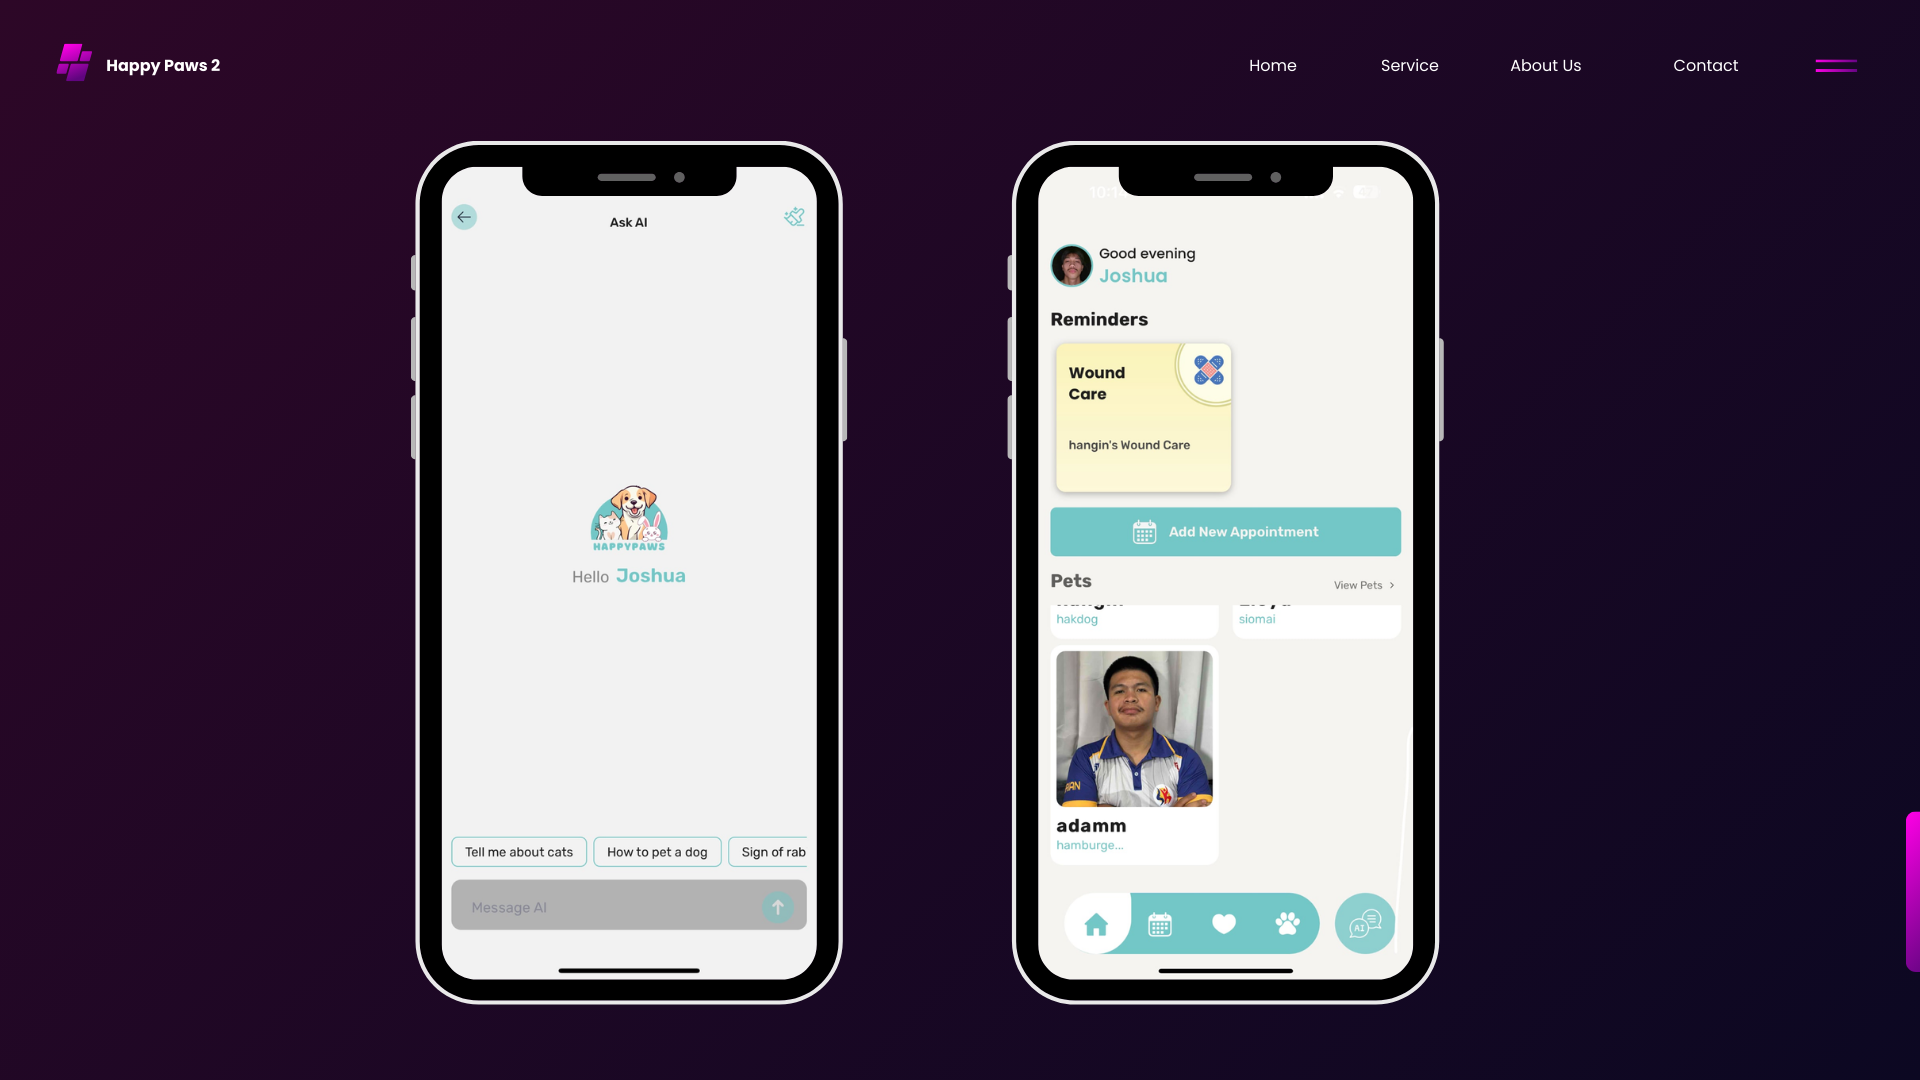 Happy Paws 2
Home
Service
About Us
Contact
Ask AI
HAPPYPAWS
Hello Joshua
Tell me about cats
How to pet a dog
Sign of rab
Message AI
Good evening
Joshua
Reminders
Wound
Care
hangin's Wound Care
Add New Appointment
Pets
View Pets
hakdog
siomai
adamm
hamburge...
AI